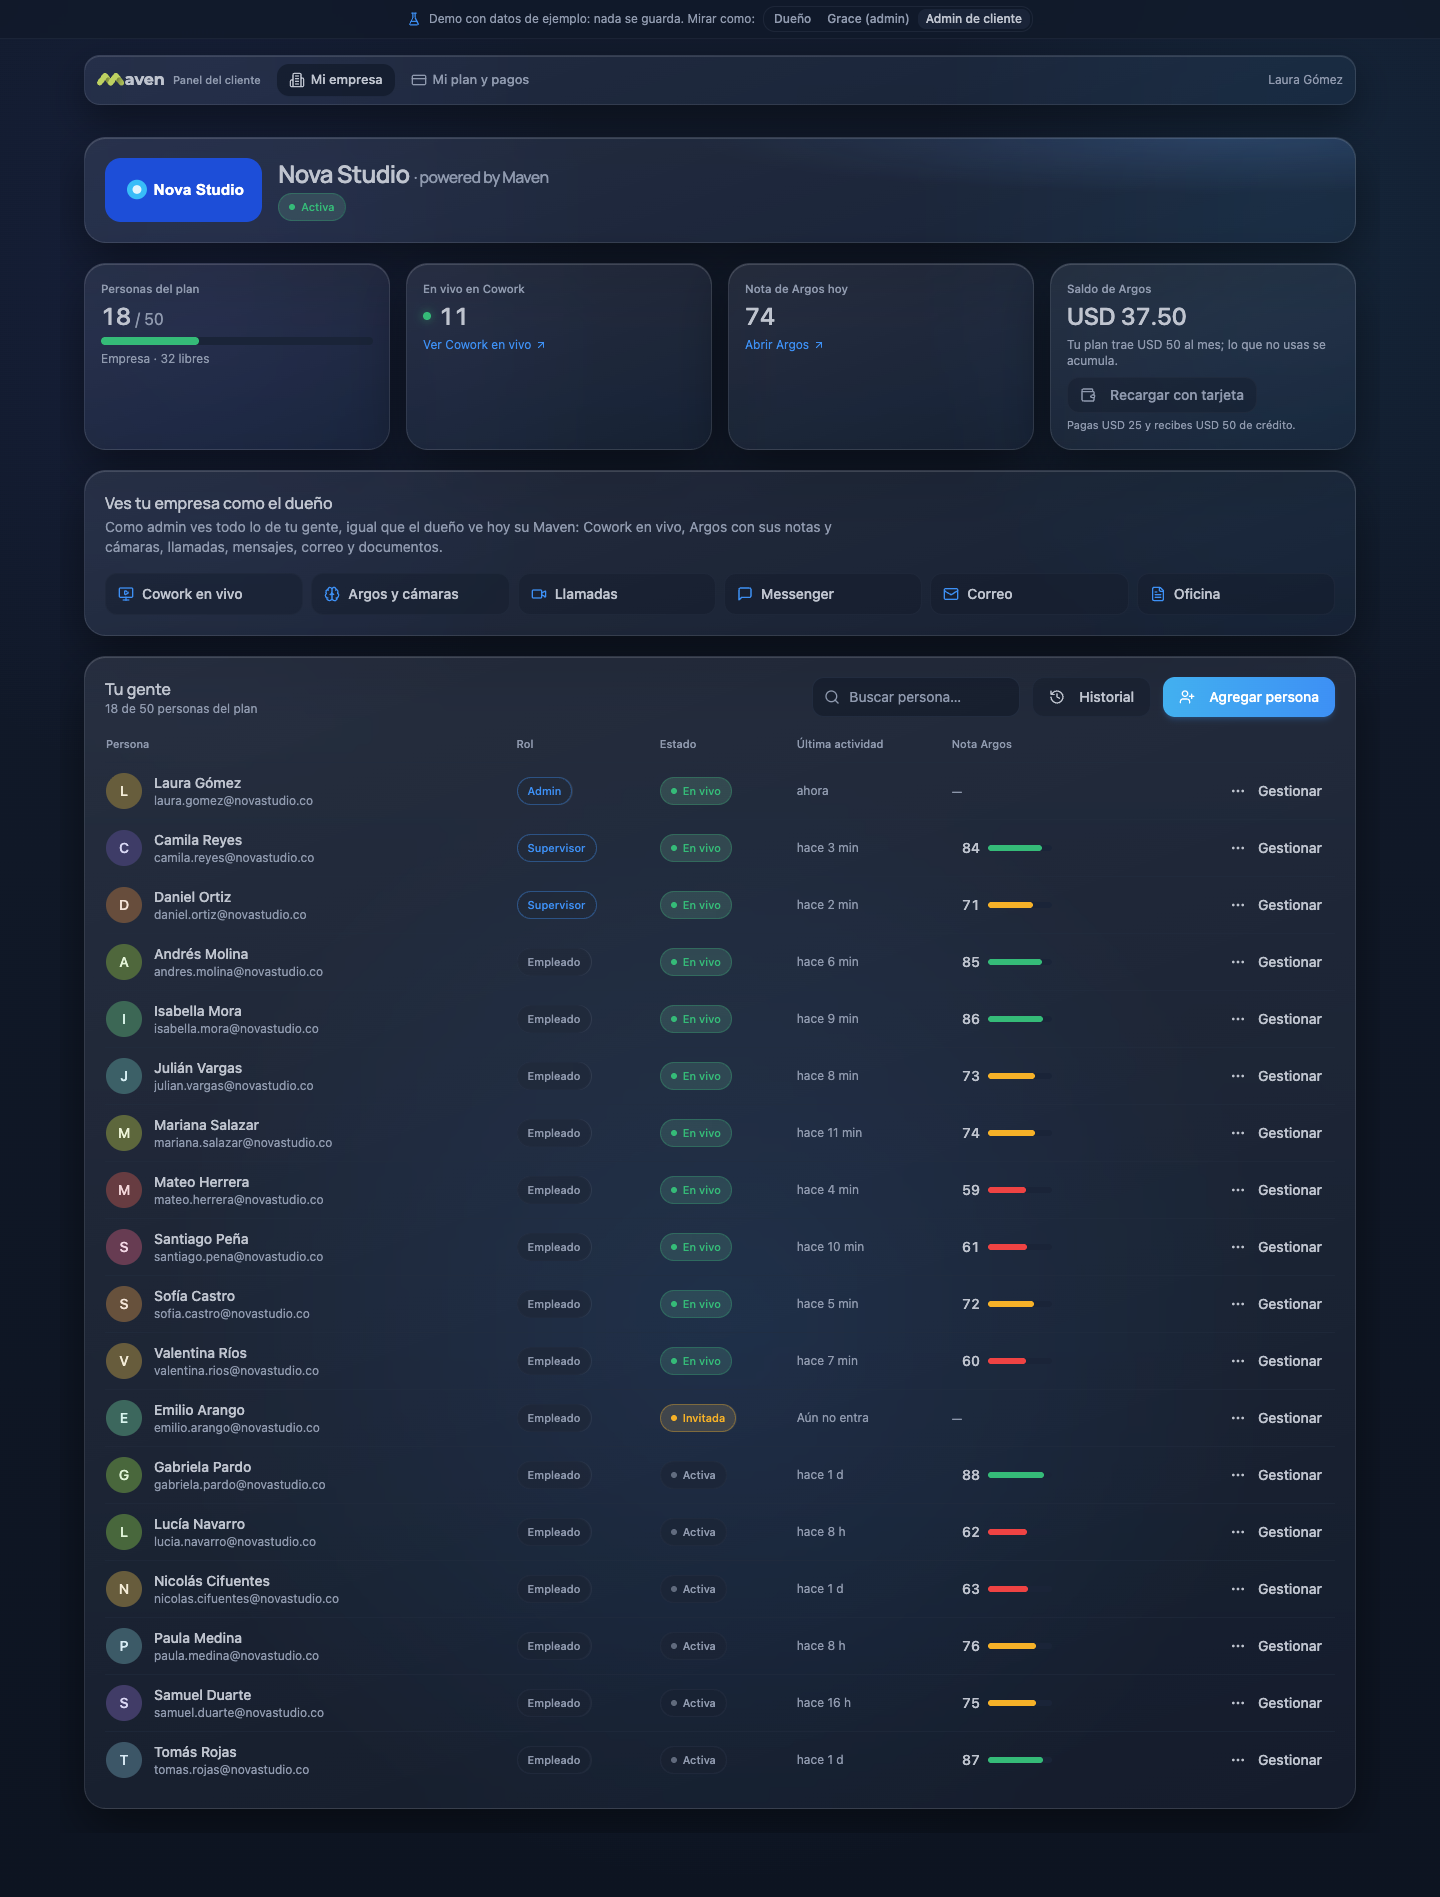 Demo con datos de ejemplo: nada se guarda. Mirar como: Dueño Grace (admin) Admin de cliente
Maven Panel del cliente Mi empresa Mi plan y pagos Laura Gómez
Nova Studio
Nova Studio · powered by Maven
Activa
Personas del plan
18 / 50
Empresa · 32 libres
En vivo en Cowork
11
Ver Cowork en vivo
Nota de Argos hoy
74
Abrir Argos
Saldo de Argos
USD 37.50
Tu plan trae USD 50 al mes; lo que no usas se
acumula.
Recargar con tarjeta
Pagas USD 25 y recibes USD 50 de crédito.
Ves tu empresa como el dueño
Como admin ves todo lo de tu gente, igual que el dueño ve hoy su Maven: Cowork en vivo, Argos con sus notas y
cámaras, llamadas, mensajes, correo y documentos.
Cowork en vivo Argos y cámaras Llamadas Messenger Correo Oficina
Tu gente
18 de 50 personas del plan
Buscar persona... Historial Agregar persona
Persona Rol Estado Última actividad Nota Argos
L Laura Gómez Admin En vivo ahora — ··· Gestionar
laura.gomez@novastudio.co
C Camila Reyes Supervisor En vivo hace 3 min 84 ··· Gestionar
camila.reyes@novastudio.co
D Daniel Ortiz Supervisor En vivo hace 2 min 71 ··· Gestionar
daniel.ortiz@novastudio.co
A Andrés Molina Empleado En vivo hace 6 min 85 ··· Gestionar
andres.molina@novastudio.co
I Isabella Mora Empleado En vivo hace 9 min 86 ··· Gestionar
isabella.mora@novastudio.co
J Julián Vargas Empleado En vivo hace 8 min 73 ··· Gestionar
julian.vargas@novastudio.co
M Mariana Salazar Empleado En vivo hace 11 min 74 ··· Gestionar
mariana.salazar@novastudio.co
M Mateo Herrera Empleado En vivo hace 4 min 59 ··· Gestionar
mateo.herrera@novastudio.co
S Santiago Peña Empleado En vivo hace 10 min 61 ··· Gestionar
santiago.pena@novastudio.co
S Sofía Castro Empleado En vivo hace 5 min 72 ··· Gestionar
sofia.castro@novastudio.co
V Valentina Ríos Empleado En vivo hace 7 min 60 ··· Gestionar
valentina.rios@novastudio.co
E Emilio Arango Empleado Invitada Aún no entra — ··· Gestionar
emilio.arango@novastudio.co
G Gabriela Pardo Empleado Activa hace 1 d 88 ··· Gestionar
gabriela.pardo@novastudio.co
L Lucía Navarro Empleado Activa hace 8 h 62 ··· Gestionar
lucia.navarro@novastudio.co
N Nicolás Cifuentes Empleado Activa hace 1 d 63 ··· Gestionar
nicolas.cifuentes@novastudio.co
P Paula Medina Empleado Activa hace 8 h 76 ··· Gestionar
paula.medina@novastudio.co
S Samuel Duarte Empleado Activa hace 16 h 75 ··· Gestionar
samuel.duarte@novastudio.co
T Tomás Rojas Empleado Activa hace 1 d 87 ··· Gestionar
tomas.rojas@novastudio.co